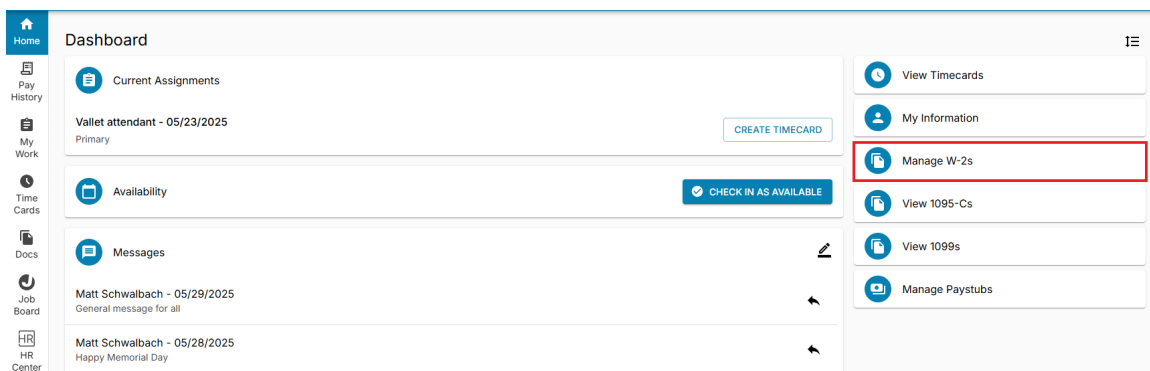 Home
Pay
History
My
Work
Time
Cards
Docs
Job
Board
HR
HR
Center
Dashboard
Current Assignments
Vallet attendant - 05/23/2025
Primary
CREATE TIMECARD
Availability
CHECK IN AS AVAILABLE
Messages
Matt Schwalbach - 05/29/2025
General message for all
Matt Schwalbach - 05/28/2025
Happy Memorial Day
View Timecards
My Information
Manage W-2s
View 1095-Cs
View 1099s
Manage Paystubs